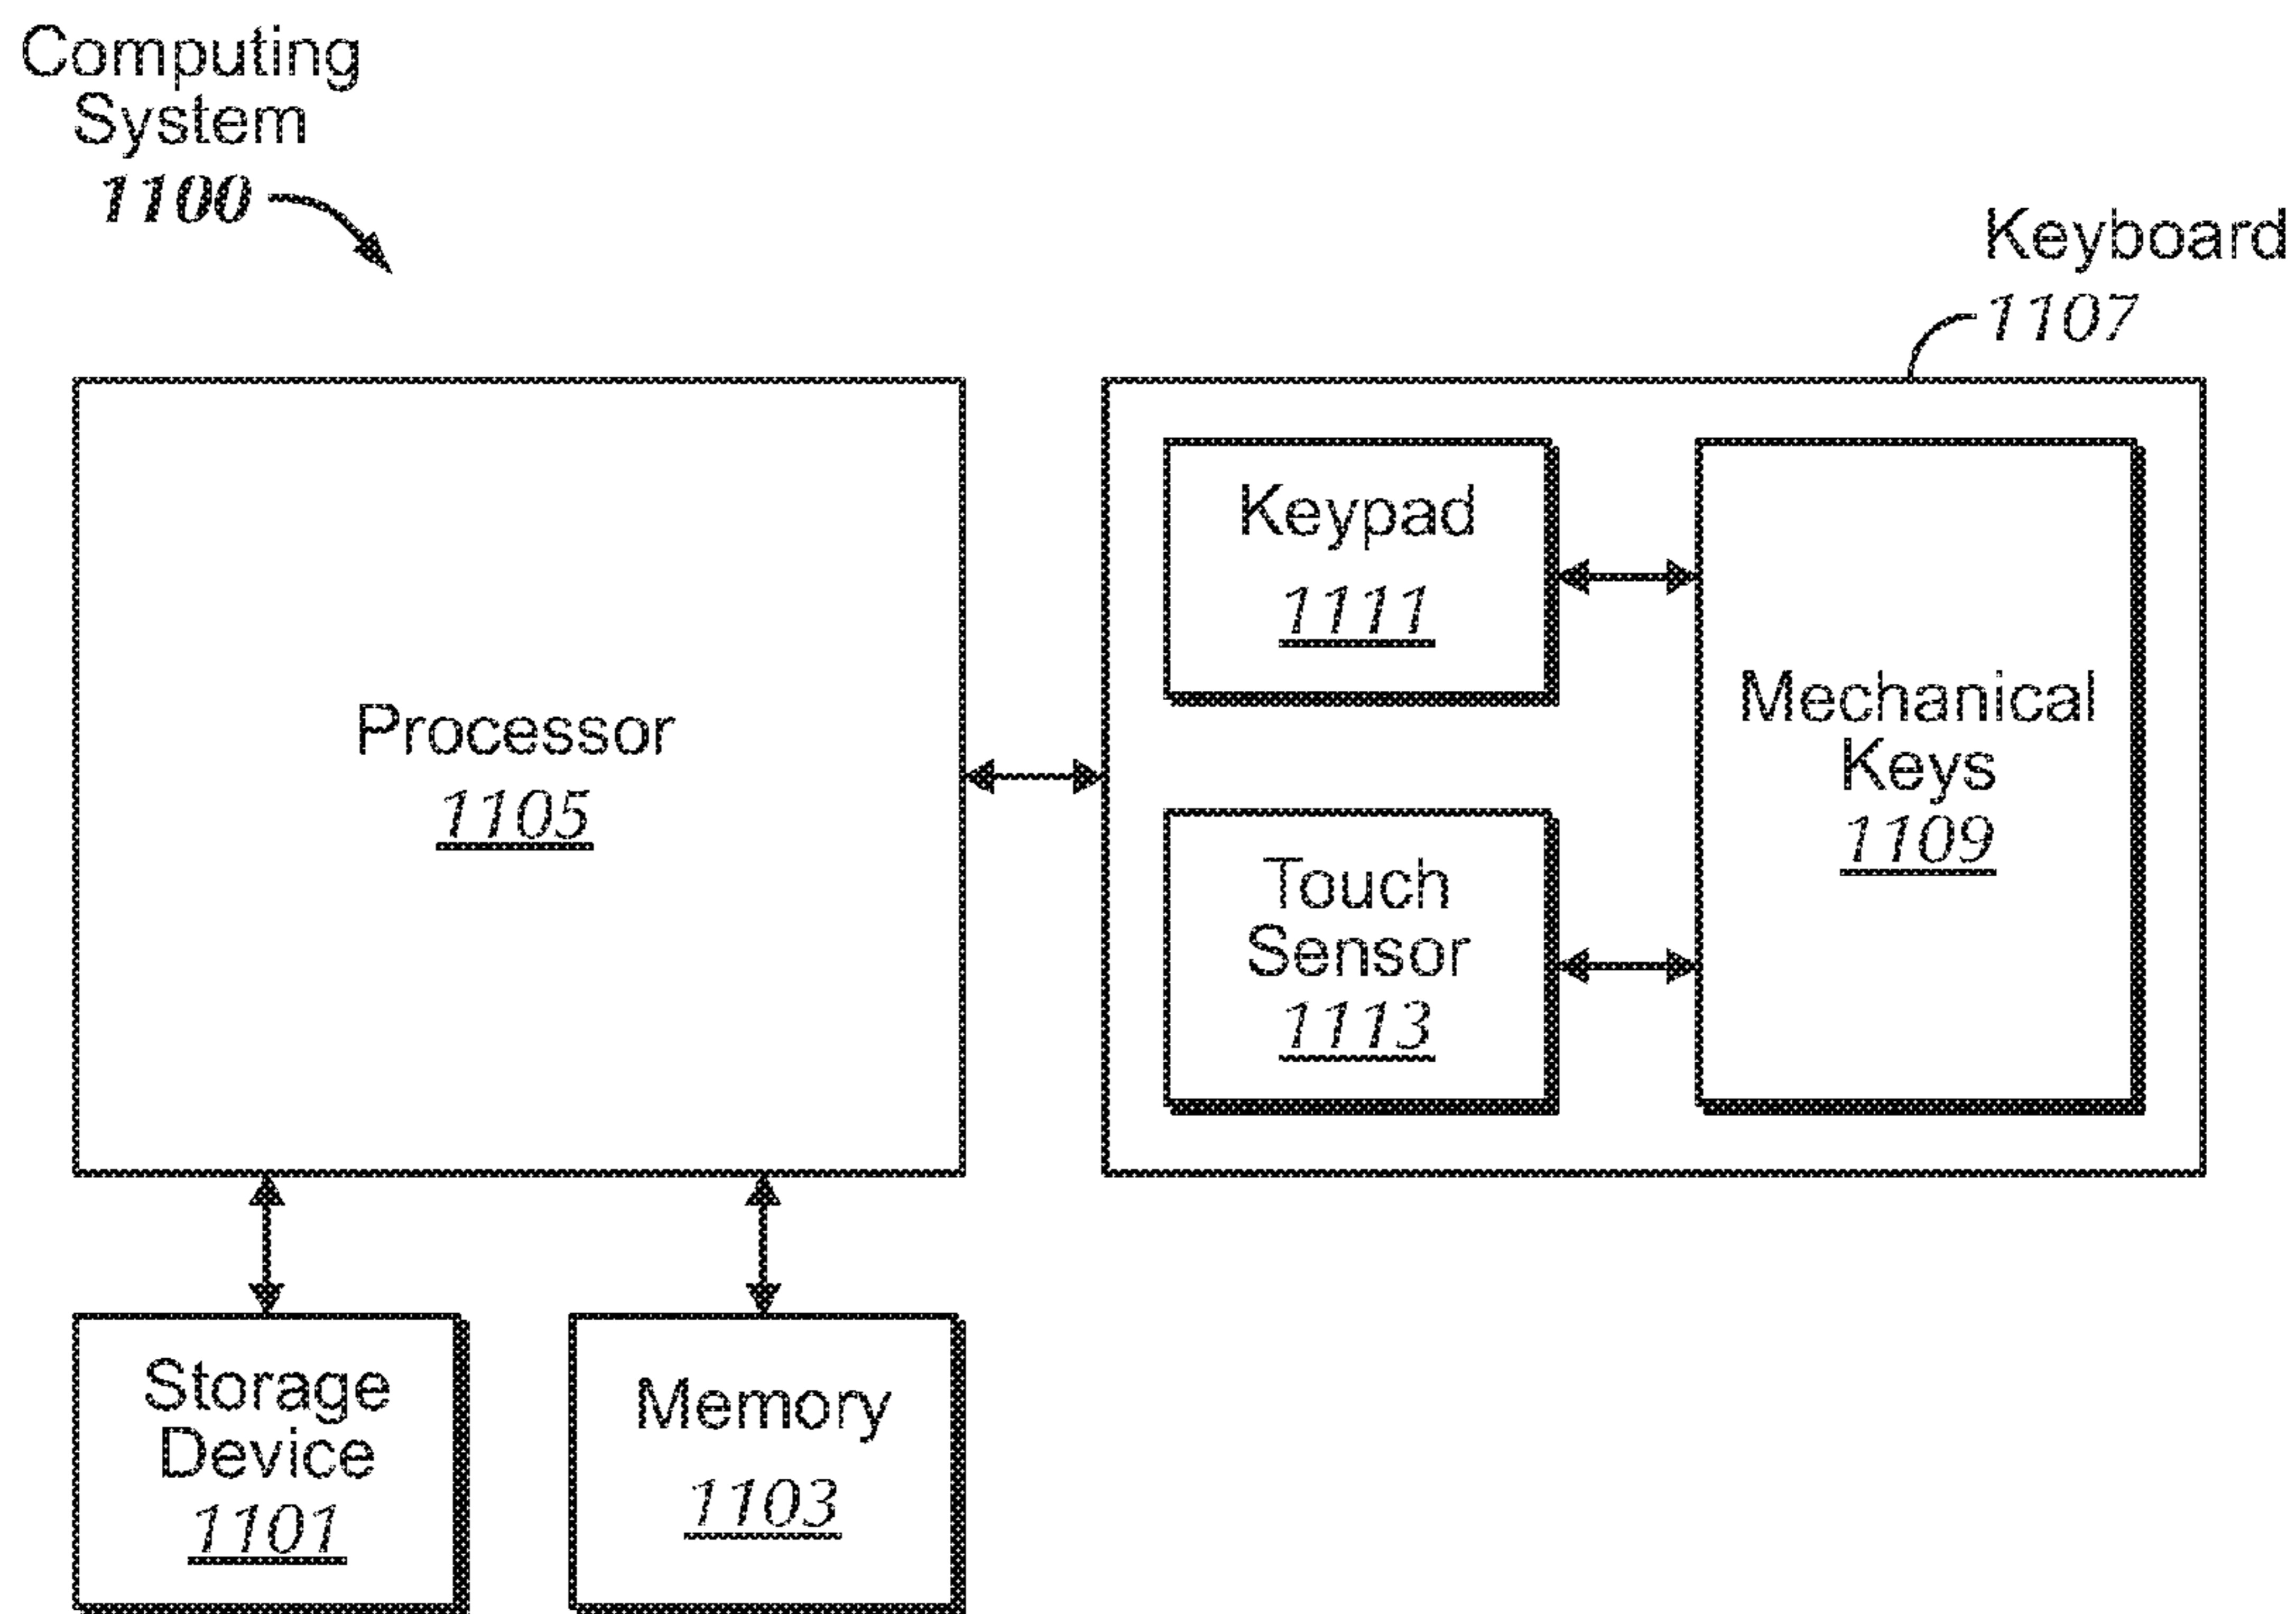 Computing
System
1100
Keyboard
1107
Processor
1105
Keypad
1111
Touch
Sensor
1113
Mechanical
Keys
1109
Storage
Device
1101
Memory
1103